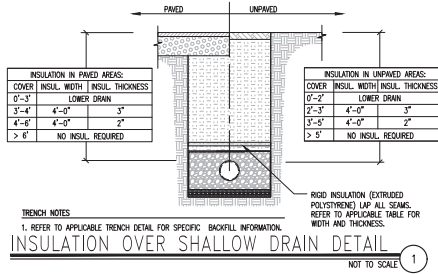 PAVED UNPAVED
INSULATION IN PAVED AREAS:
COVER INSUL. WIDTH INSUL. THICKNESS
0'-3' LOWER DRAIN
3'-4' 4'-0" 3"
4'-6' 4'-0" 2"
> 6' NO INSUL. REQUIRED
INSULATION IN UNPAVED AREAS:
COVER INSUL. WIDTH INSUL. THICKNESS
0'-2' LOWER DRAIN
2'-3' 4'-0" 3"
3'-5' 4'-0" 2"
> 5' NO INSUL. REQUIRED
RIGID INSULATION (EXTRUDED
POLYSTYRENE) LAP ALL SEAMS.
REFER TO APPLICABLE TABLE FOR
WIDTH AND THICKNESS.
TRENCH NOTES
1. REFER TO APPLICABLE TRENCH DETAIL FOR SPECIFIC BACKFILL INFORMATION.
INSULATION OVER SHALLOW DRAIN DETAIL
NOT TO SCALE
1